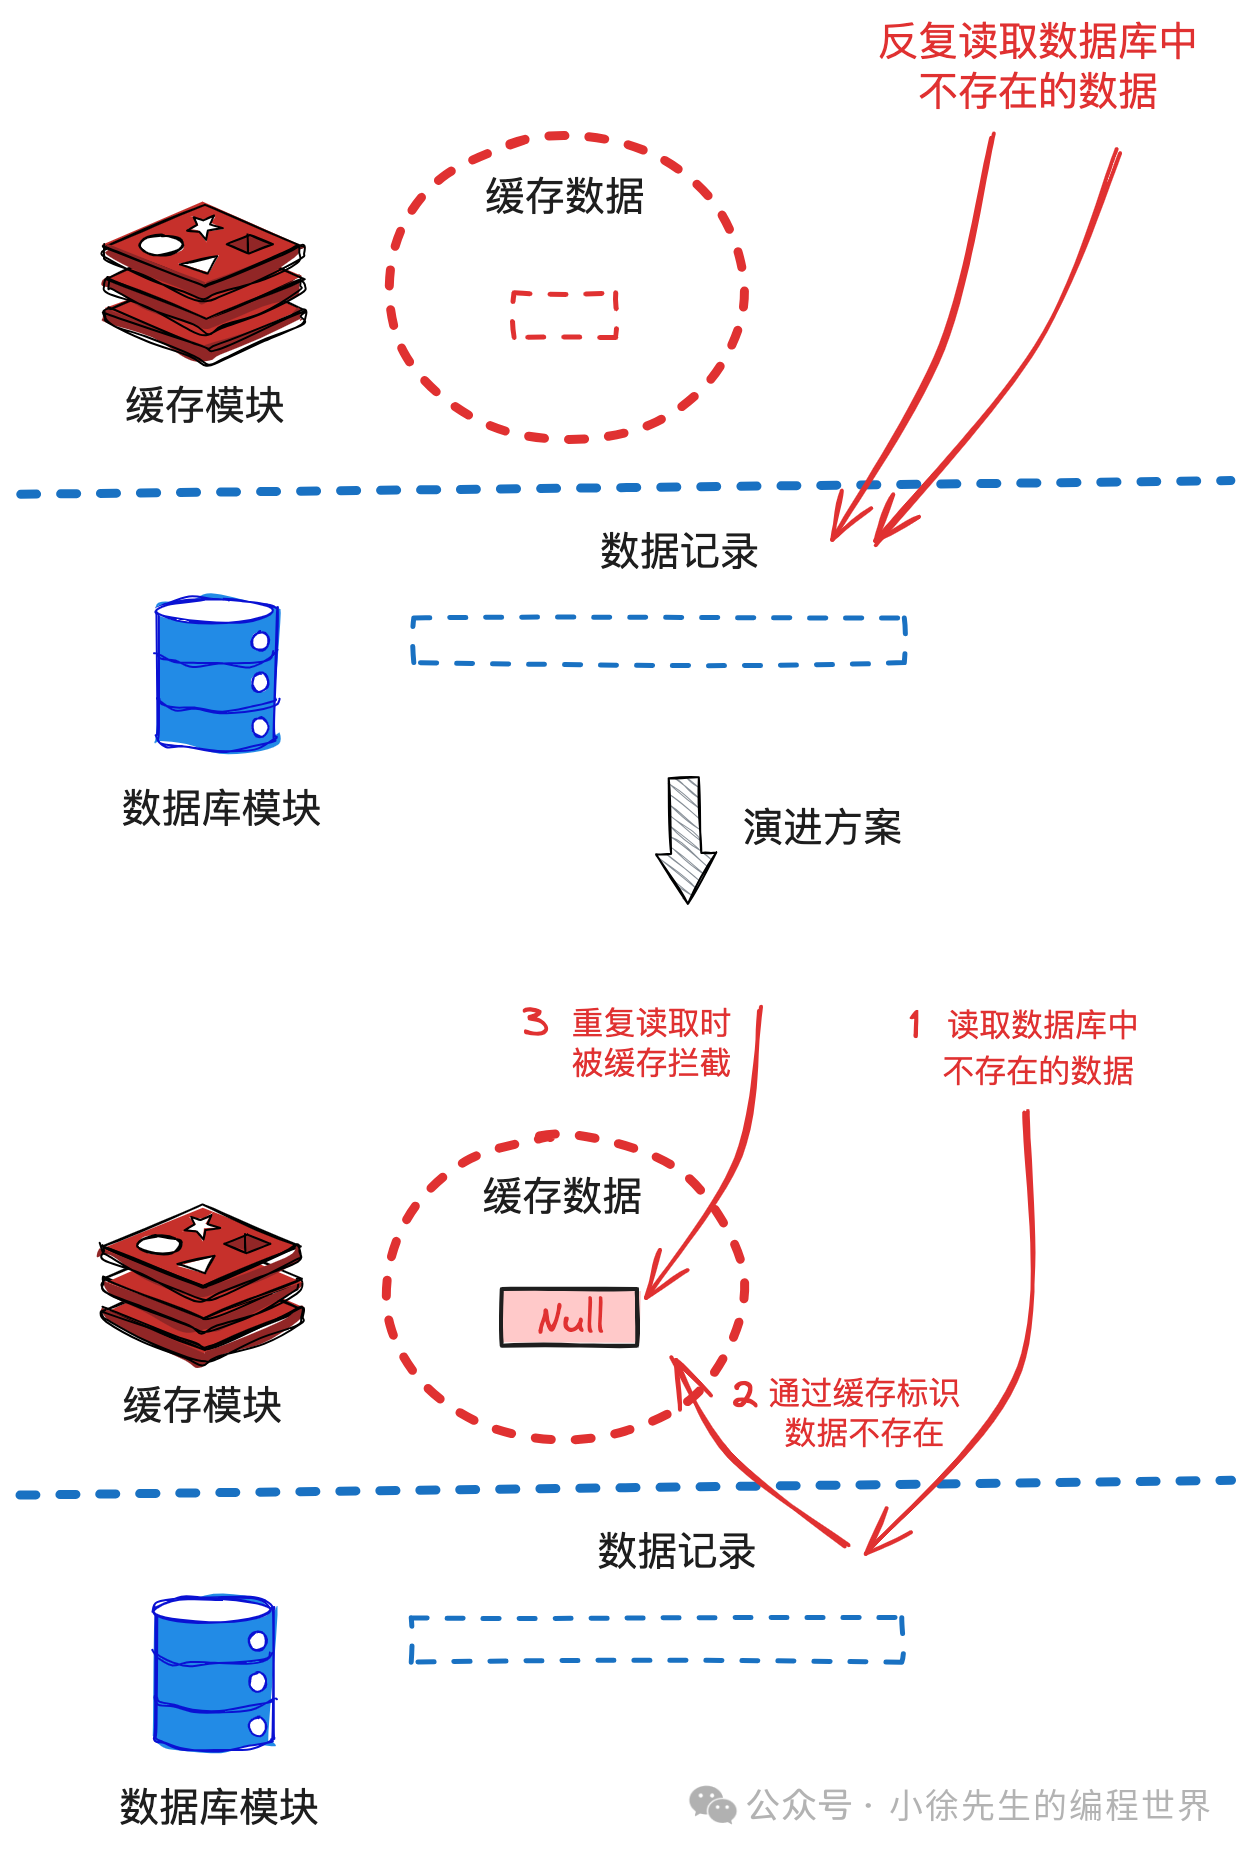 反复读取数据库中
不存在的数据
缓存数据
缓存模块
数据记录
数据库模块
演进方案
3 重复读取时
被缓存拦截
1 读取数据库中
不存在的数据
缓存数据
Null
2 通过缓存标识
数据不存在
缓存模块
数据记录
数据库模块
公众号 · 小徐先生的编程世界